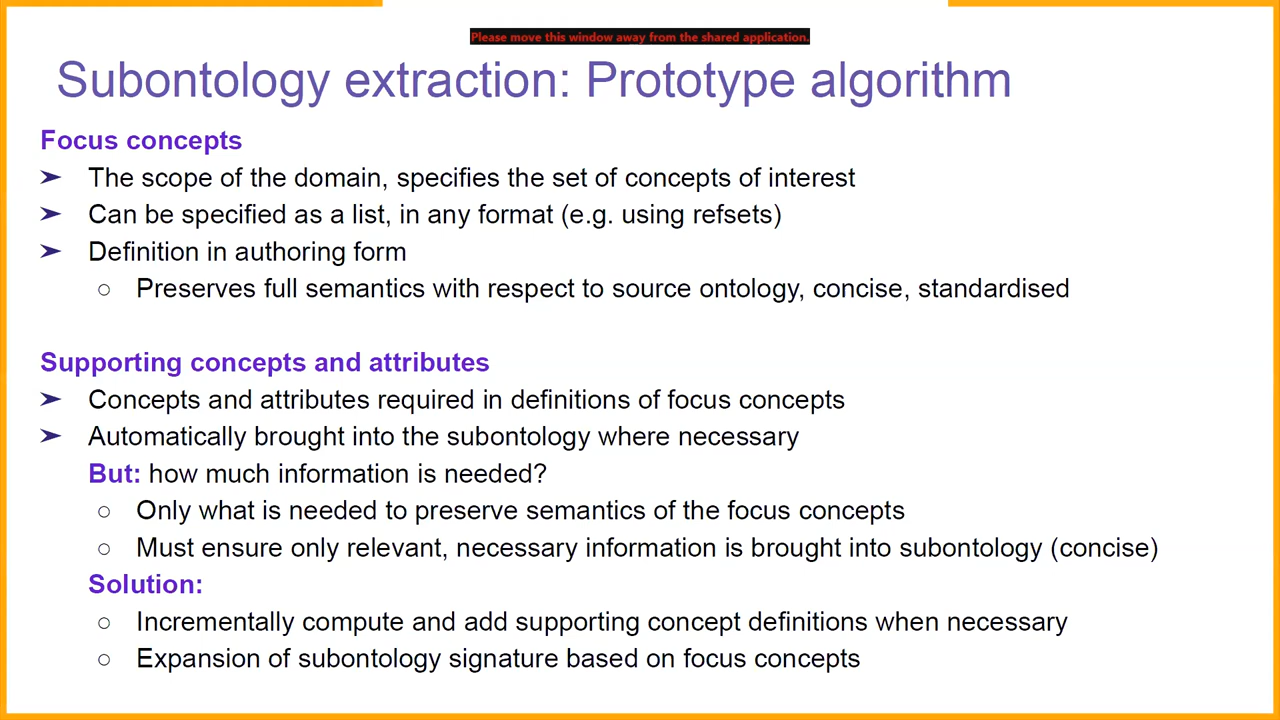 Please move this window away from the shared application.
Subontology extraction: Prototype algorithm
Focus concepts
➢ The scope of the domain, specifies the set of concepts of interest
➢ Can be specified as a list, in any format (e.g. using refsets)
➢ Definition in authoring form
○ Preserves full semantics with respect to source ontology, concise, standardised
Supporting concepts and attributes
➢ Concepts and attributes required in definitions of focus concepts
➢ Automatically brought into the subontology where necessary
But: how much information is needed?
○ Only what is needed to preserve semantics of the focus concepts
○ Must ensure only relevant, necessary information is brought into subontology (concise)
Solution:
○ Incrementally compute and add supporting concept definitions when necessary
○ Expansion of subontology signature based on focus concepts